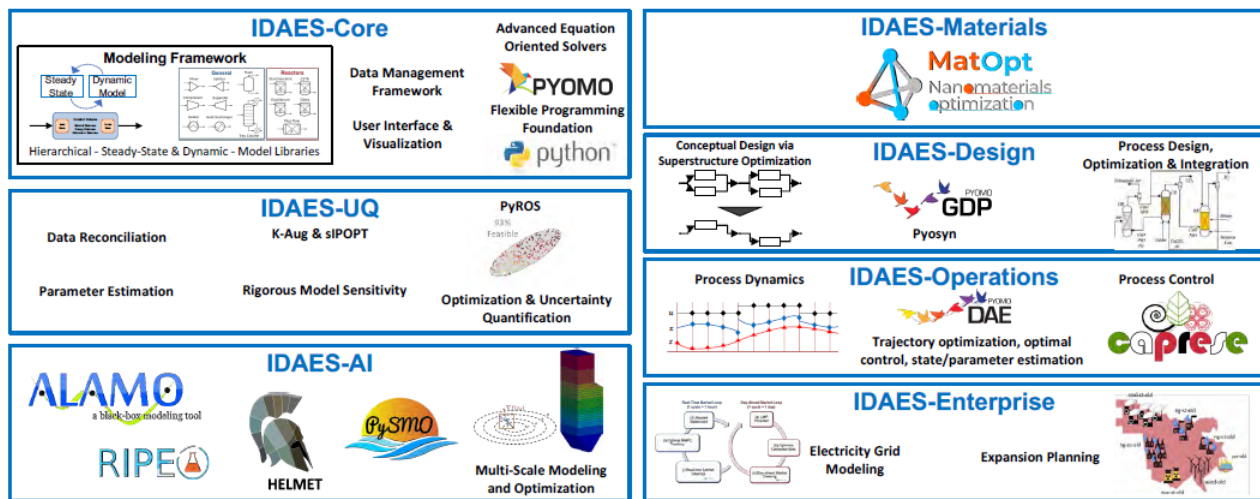 IDAES-Core
Modeling Framework
Steady
State
Dynamic
Model
General
Reactors
Hierarchical - Steady-State & Dynamic - Model Libraries
Data Management
Framework
User Interface &
Visualization
Advanced Equation
Oriented Solvers
PYOMO
Flexible Programming
Foundation
python
IDAES-UQ
Data Reconciliation
Parameter Estimation
K-Aug & sIPOPT
Rigorous Model Sensitivity
PyROS
93%
Feasible
Optimization & Uncertainty
Quantification
IDAES-AI
ALAMO
a black-box modeling tool
RIPE
HELMET
PySMO
Multi-Scale Modeling
and Optimization
IDAES-Materials
MatOpt
Nanomaterials
optimization
IDAES-Design
Conceptual Design via
Superstructure Optimization
PYOMO
GDP
Pyosyn
Process Design,
Optimization & Integration
IDAES-Operations
Process Dynamics
PYOMO
DAE
Trajectory optimization, optimal
control, state/parameter estimation
Process Control
caprese
IDAES-Enterprise
Electricity Grid
Modeling
Expansion Planning